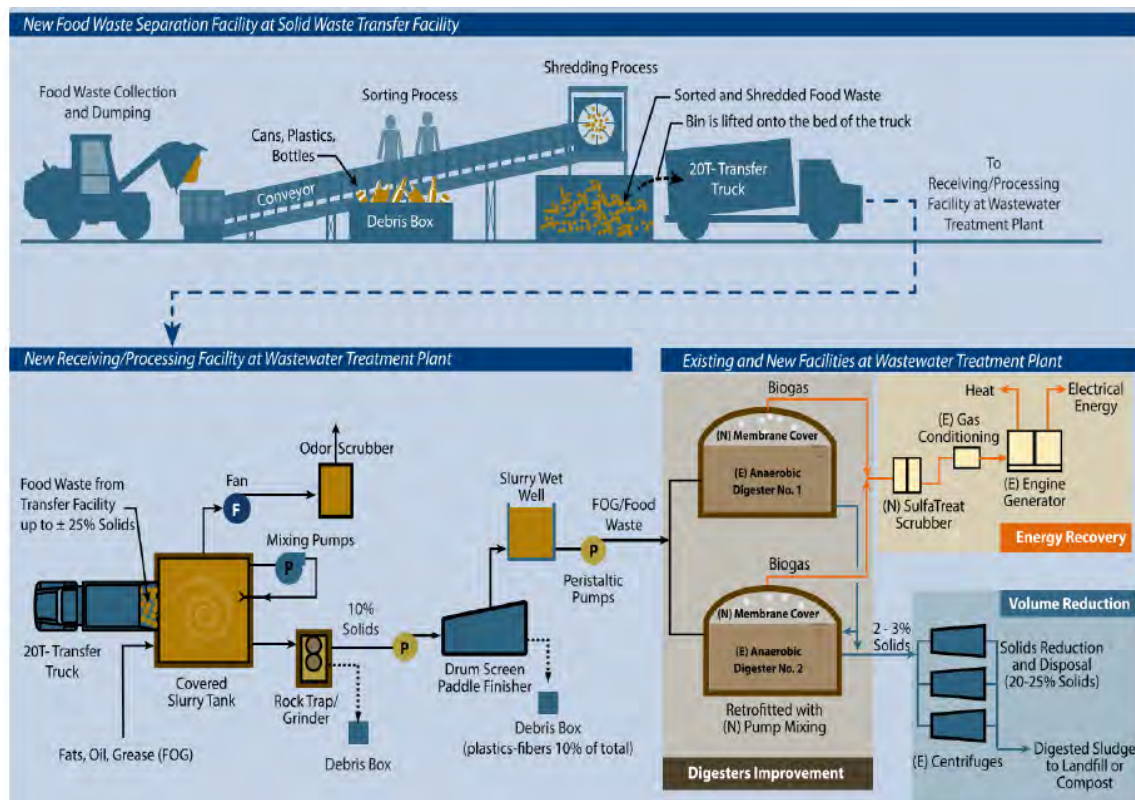 New Food Waste Separation Facility at Solid Waste Transfer Facility
Food Waste Collection
and Dumping
Sorting Process
Cans, Plastics,
Bottles
Conveyor
Debris Box
Shredding Process
Sorted and Shredded Food Waste
Bin is lifted onto the bed of the truck
20T- Transfer
Truck
To
Receiving/Processing
Facility at Wastewater
Treatment Plant
New Receiving/Processing Facility at Wastewater Treatment Plant
Food Waste from
Transfer Facility
up to ± 25% Solids
Fan
F
Odor Scrubber
Mixing Pumps
P
20T- Transfer
Truck
Covered
Slurry Tank
Fats, Oil, Grease (FOG)
Rock Trap/
Grinder
Debris Box
10%
Solids
P
Drum Screen
Paddle Finisher
Debris Box
(plastics-fibers 10% of total)
Slurry Wet
Well
P
Peristaltic
Pumps
FOG/Food
Waste
Existing and New Facilities at Wastewater Treatment Plant
Biogas
(N) Membrane Cover
(E) Anaerobic
Digester No. 1
Biogas
(N) Membrane Cover
(E) Anaerobic
Digester No. 2
Retrofitted with
(N) Pump Mixing
Digesters Improvement
Heat
Electrical
Energy
(E) Gas
Conditioning
(N) SulfaTreat
Scrubber
(E) Engine
Generator
Energy Recovery
Volume Reduction
2 - 3%
Solids
Solids Reduction
and Disposal
(20-25% Solids)
(E) Centrifuges
Digested Sludge
to Landfill or
Compost